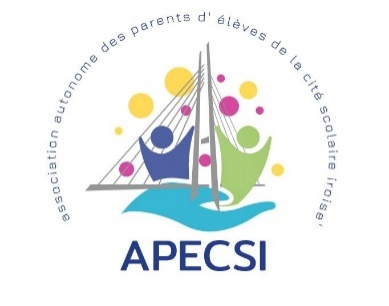 association autonome des parents d' élèves de la cité scolaire iroise'
APECSI